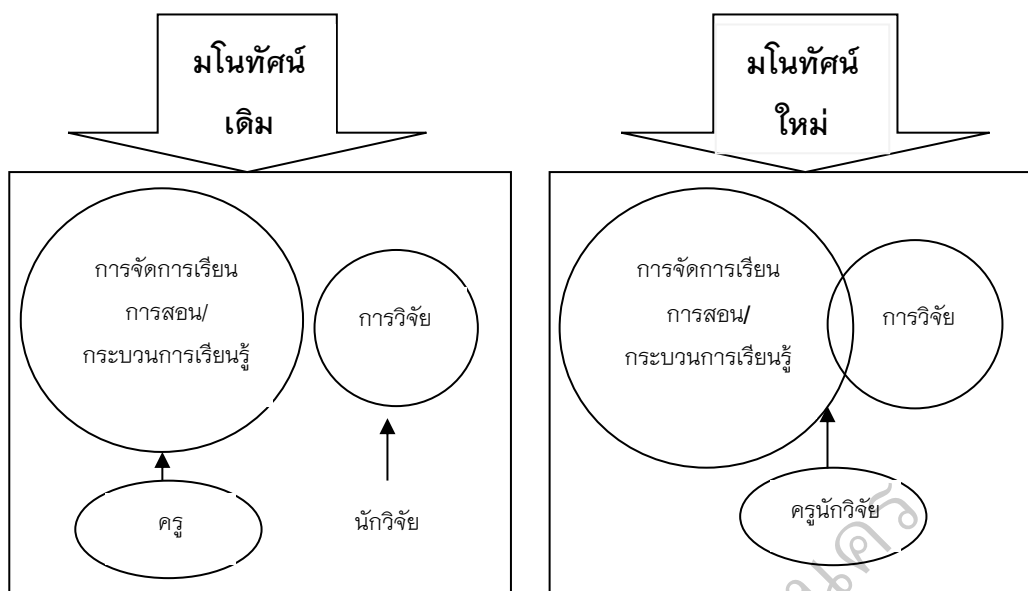 มโนทัศน์
เดิม
การจัดการเรียน
การสอน/
กระบวนการเรียนรู้
การวิจัย
ครู
นักวิจัย
มโนทัศน์
ใหม่
การจัดการเรียน
การสอน/
กระบวนการเรียนรู้
การวิจัย
ครูนักวิจัย